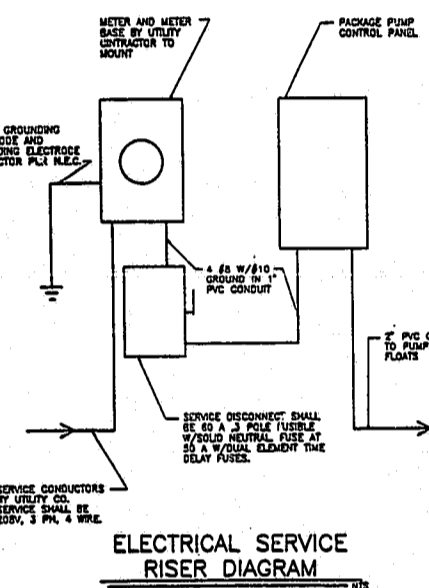 METER AND METER
BASE BY UTILITY
CONTRACTOR TO
MOUNT
PACKAGE PUMP
CONTROL PANEL
GROUNDING
ODE AND
DING ELECTRODE
CTOR PER N.E.C.
4 #8 W/#10
GROUND IN 1"
PVC CONDUIT
2" PVC C
TO PUMP
FLOATS
SERVICE DISCONNECT SHALL
BE 60 A 3 POLE FUSIBLE
W/SOLID NEUTRAL FUSE AT
50 A W/DUAL ELEMENT TIME
DELAY FUSES.
SERVICE CONDUCTORS
BY UTILITY CO.
SERVICE SHALL BE
208V, 3 PH, 4 WIRE.
ELECTRICAL SERVICE
RISER DIAGRAM
NTS